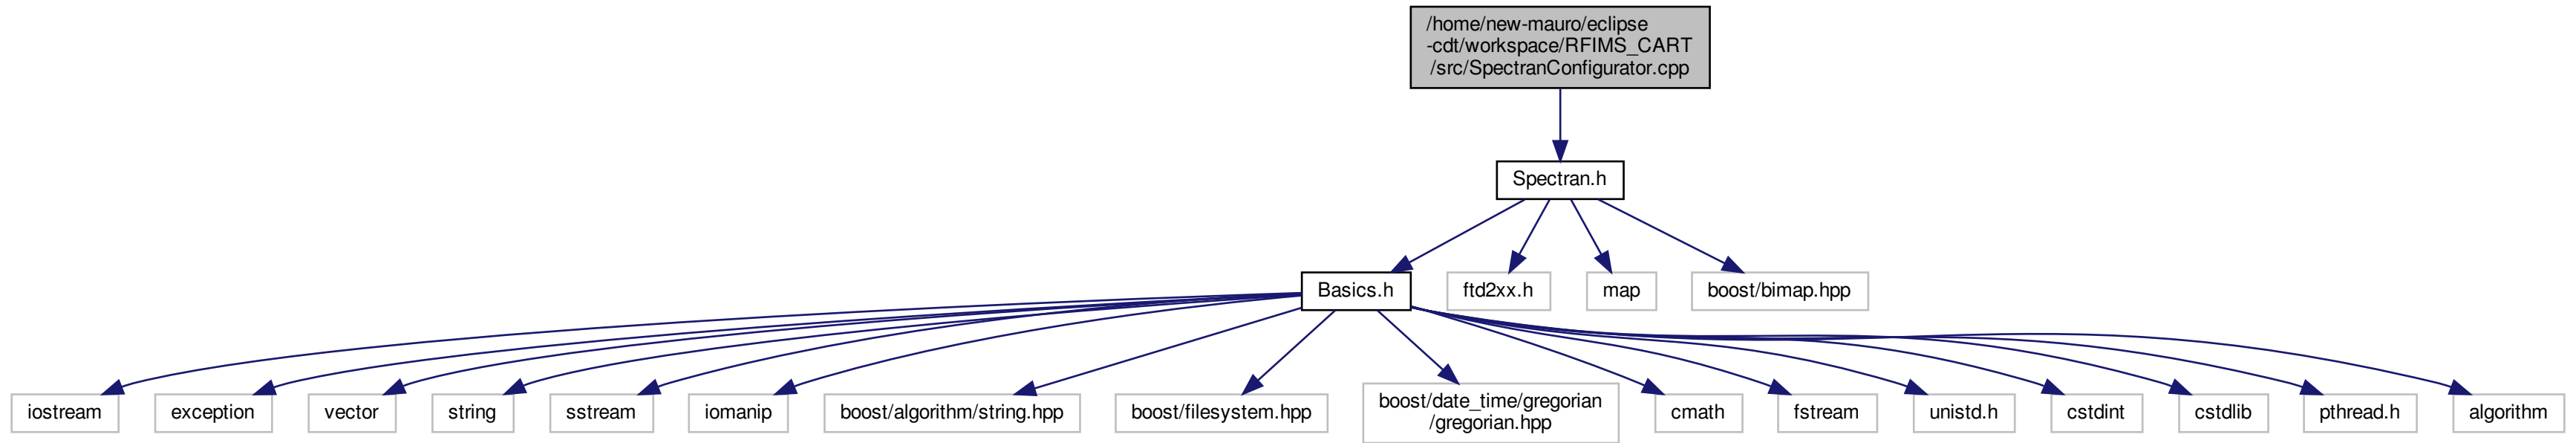 /home/new-mauro/eclipse
-cdt/workspace/RFIMS_CART
/src/SpectranConfigurator.cpp
Spectran.h
Basics.h
ftd2xx.h
map
boost/bimap.hpp
iostream
exception
vector
string
sstream
iomanip
boost/algorithm/string.hpp
boost/filesystem.hpp
boost/date_time/gregorian
/gregorian.hpp
cmath
fstream
unistd.h
cstdint
cstdlib
pthread.h
algorithm